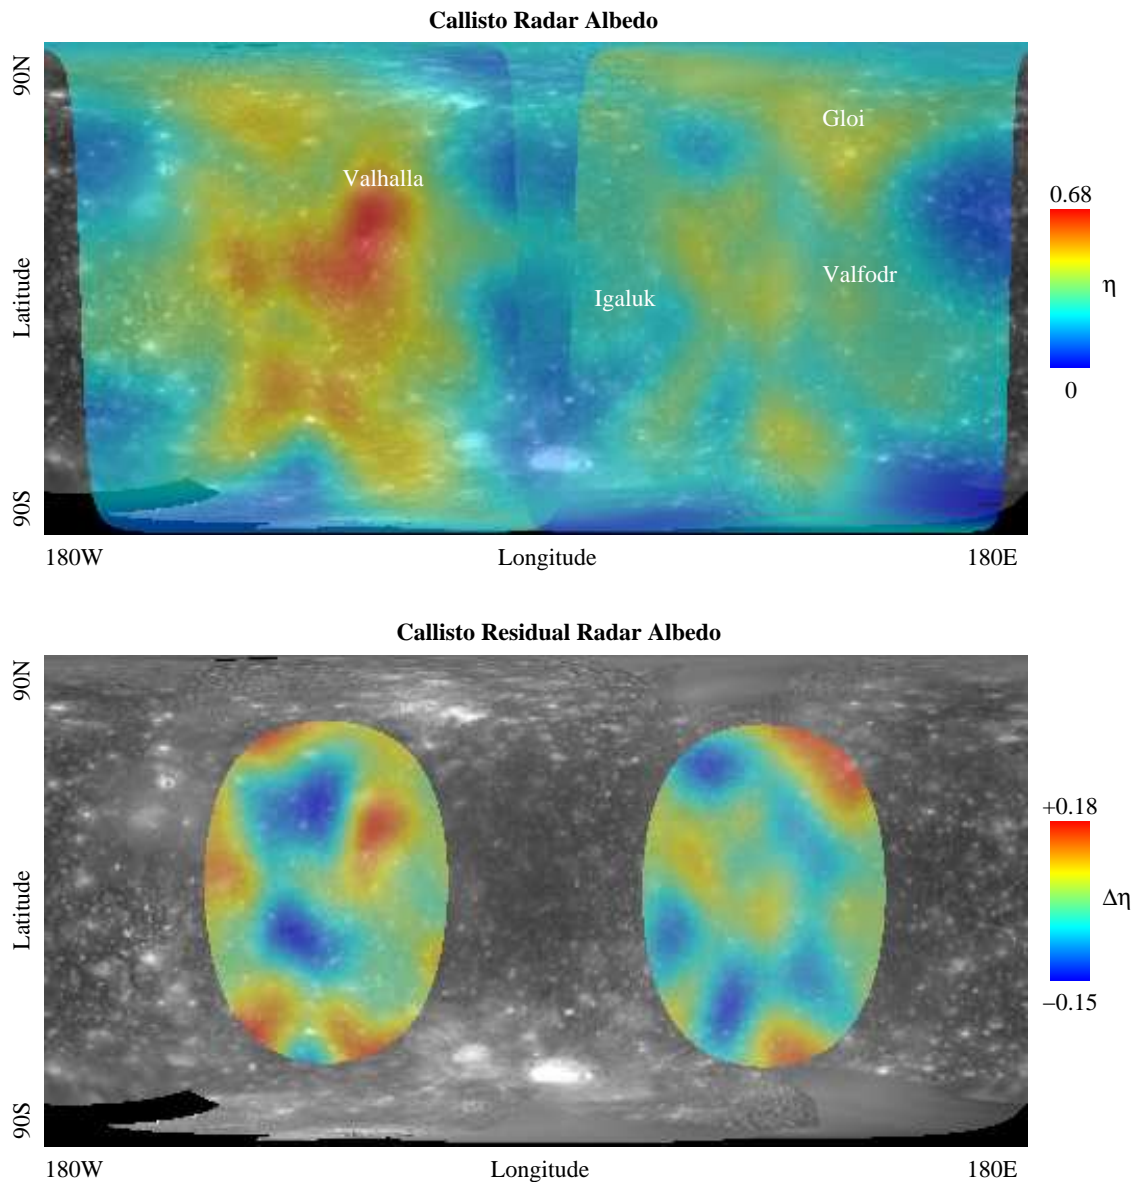 Callisto Radar Albedo
90N
Gloi
Valhalla
0.68
Latitude
Valfodr
η
Igaluk
0
90S
180W
Longitude
180E
Callisto Residual Radar Albedo
90N
+0.18
Latitude
Δη
–0.15
90S
180W
Longitude
180E